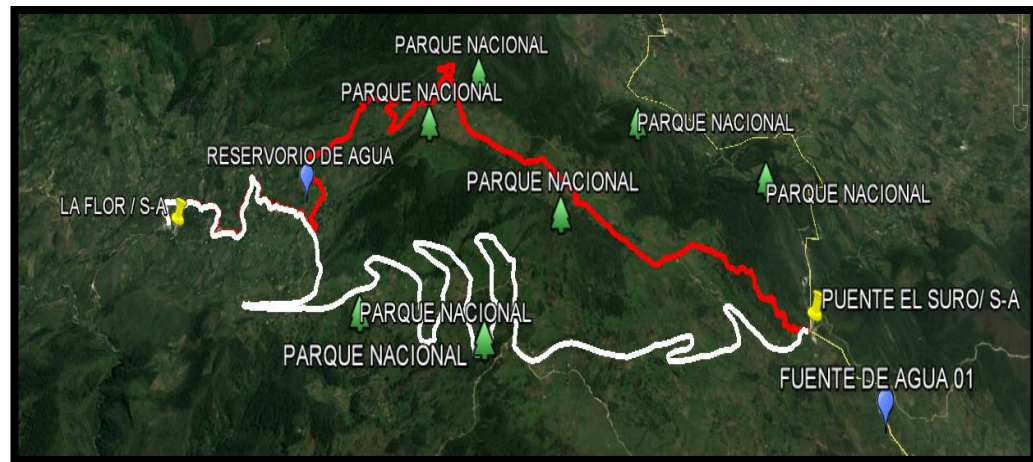 PARQUE NACIONAL
PARQUE NACIONAL
PARQUE NACIONAL
RESERVORIO DE AGUA
PARQUE NACIONAL
PARQUE NACIONAL
LA FLOR / S-A
PUENTE EL SURO/ S-A
PARQUE NACIONAL
PARQUE NACIONAL
FUENTE DE AGUA 01